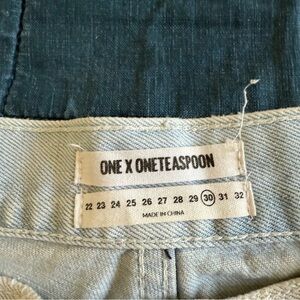 ONE X ONETEASPOON
22 23 24 25 26 27 28 29 30 31 32
MADE IN CHINA